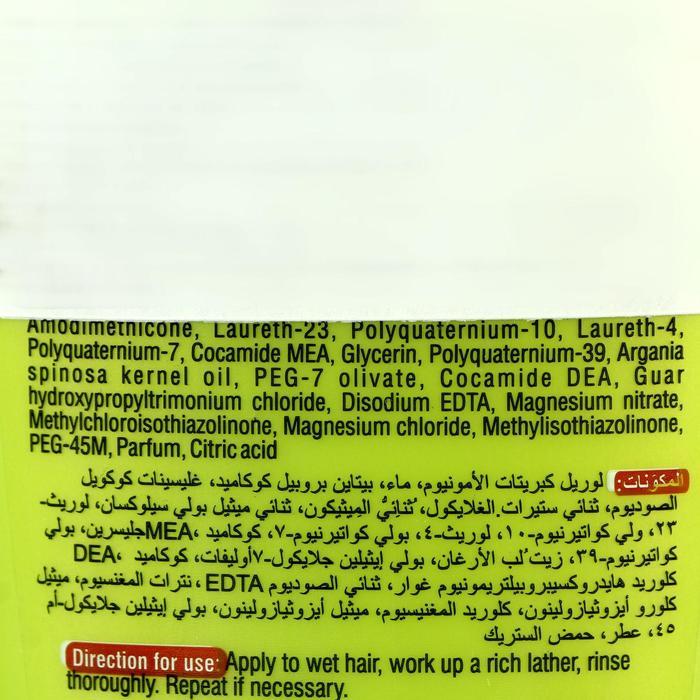 Amodimethicone, Laureth-23, Polyquaternium-10, Laureth-4,
Polyquaternium-7, Cocamide MEA, Glycerin, Polyquaternium-39, Argania
spinosa kernel oil, PEG-7 olivate, Cocamide DEA, Guar
hydroxypropyltrimonium chloride, Disodium EDTA, Magnesium nitrate,
Methylchloroisothiazolinone, Magnesium chloride, Methylisothiazolinone,
PEG-45M, Parfum, Citric acid
المكوّنات: لوريل كبريتات الأمونيوم، ماء، بيتاين بروبيل كوكاميد، غليسينات كوكويل
الصوديوم، ثنائي ستيرات الغلايكول، ثنائيُّ الميثيكون، ثنائي ميثيل بولي سيلوكسان، لوريث-
٢٣، ولي كواتيرنيوم-١٠، لوريث-٤، بولي كواتيرنيوم-٧، كوكاميد MEA، جليسرين، بولي
كواتيرنيوم-٣٩، زيت لب الأرغان، بولي إيثيلين جلايكول-٧أوليفات، كوكاميد DEA،
كلوريد هايدروكسيبروبيلتريمونيوم غوار، ثنائي الصوديوم EDTA، نترات المغنسيوم، ميثيل
كلورو أيزوثيازولينون، كلوريد المغنيسيوم، ميثيل أيزوثيازولينون، بولي إيثيلين جلايكول-أم
٤٥، عطر، حمض الستريك
Direction for use: Apply to wet hair, work up a rich lather, rinse
thoroughly. Repeat if necessary.